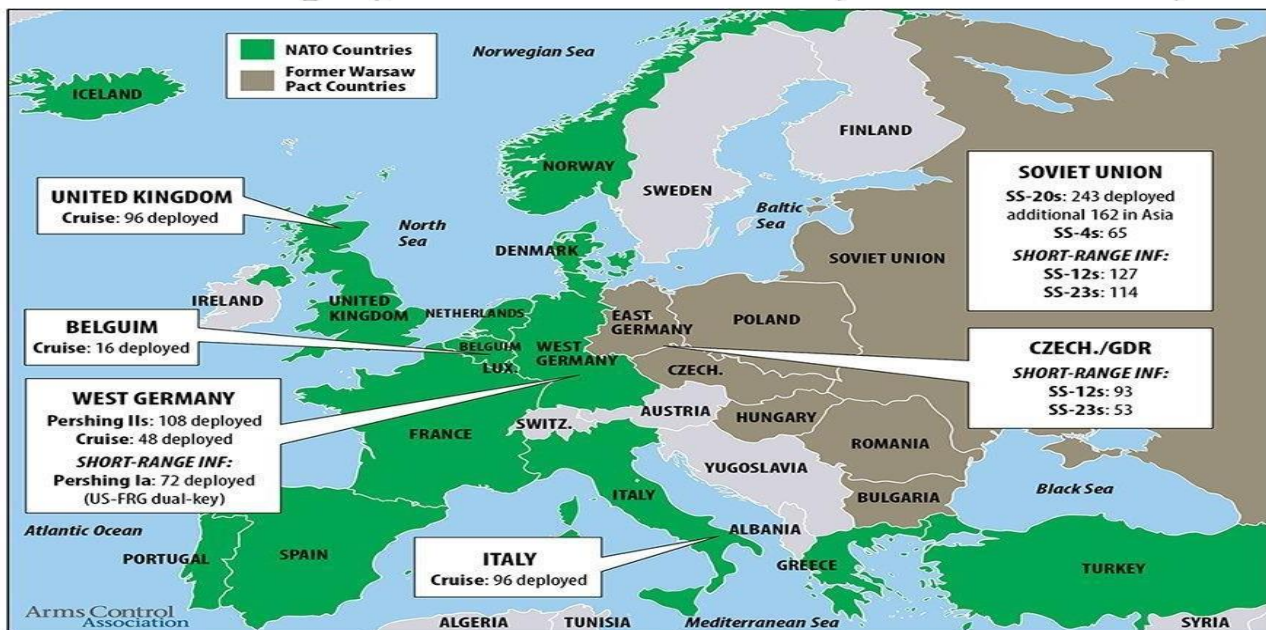 NATO Countries
Former Warsaw
Pact Countries
Norwegian Sea
ICELAND
FINLAND
NORWAY
SWEDEN
UNITED KINGDOM
Cruise: 96 deployed
North
Sea
Baltic
Sea
SOVIET UNION
SS-20s: 243 deployed
additional 162 in Asia
SS-4s: 65
SHORT-RANGE INF:
SS-12s: 127
SS-23s: 114
DENMARK
SOVIET UNION
IRELAND
UNITED
KINGDOM
NETHERLANDS
EAST
GERMANY
POLAND
BELGUIM
Cruise: 16 deployed
BELGUIM
LUX.
WEST
GERMANY
CZECH.
CZECH./GDR
SHORT-RANGE INF:
SS-12s: 93
SS-23s: 53
WEST GERMANY
Pershing IIs: 108 deployed
Cruise: 48 deployed
SHORT-RANGE INF:
Pershing Ia: 72 deployed
(US-FRG dual-key)
FRANCE
SWITZ.
AUSTRIA
HUNGARY
ROMANIA
YUGOSLAVIA
BULGARIA
Black Sea
ITALY
ALBANIA
Atlantic Ocean
PORTUGAL
SPAIN
ITALY
Cruise: 96 deployed
GREECE
TURKEY
Arms Control
Association
ALGERIA
TUNISIA
Mediterranean Sea
SYRIA